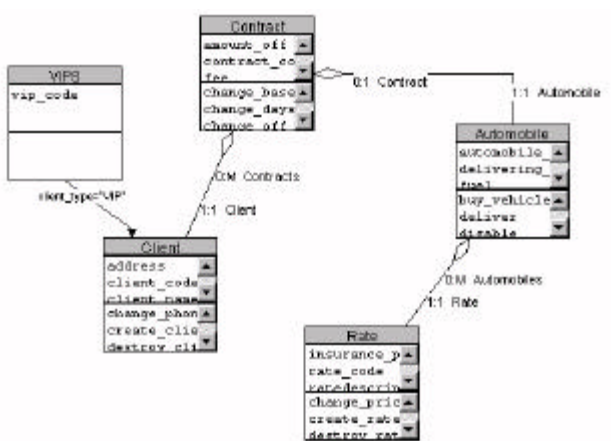 Contract
amount_off
contract_co
fee
change_base
change_days
change_off
0:1 Contract
1:1 Automobile
VIPS
vip_code
client_type="VIP"
0:M Contracts
1:1 Client
Client
address
client_code
client_name
change_phon
create_clie
destroy_cli
Automobile
automobile_
delivering_
fuel
buy_vehicle
deliver
disable
0:M Automobiles
1:1 Rate
Rate
insurance_p
rate_code
ratedescrip
change_pric
create_rate
destroy_rat